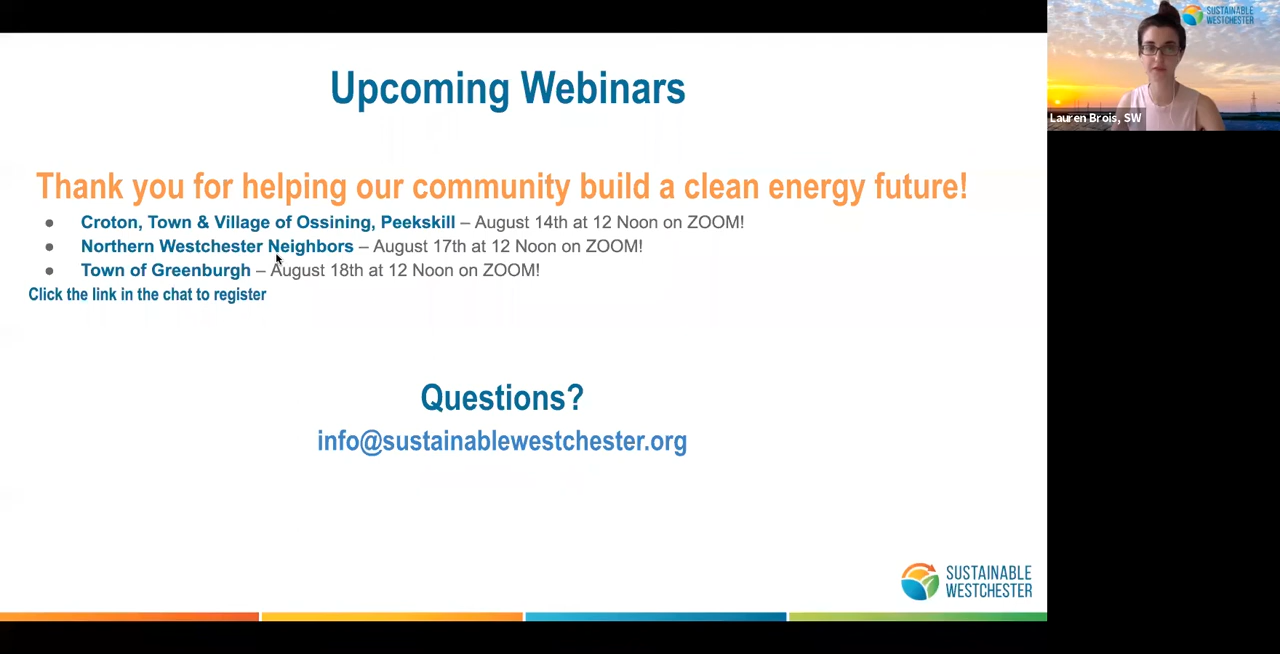 Upcoming Webinars
Thank you for helping our community build a clean energy future!
● Croton, Town & Village of Ossining, Peekskill – August 14th at 12 Noon on ZOOM!
● Northern Westchester Neighbors – August 17th at 12 Noon on ZOOM!
● Town of Greenburgh – August 18th at 12 Noon on ZOOM!
Click the link in the chat to register
Questions?
info@sustainablewestchester.org
SUSTAINABLE
WESTCHESTER
SUSTAINABLE
WESTCHESTER
Lauren Brois, SW